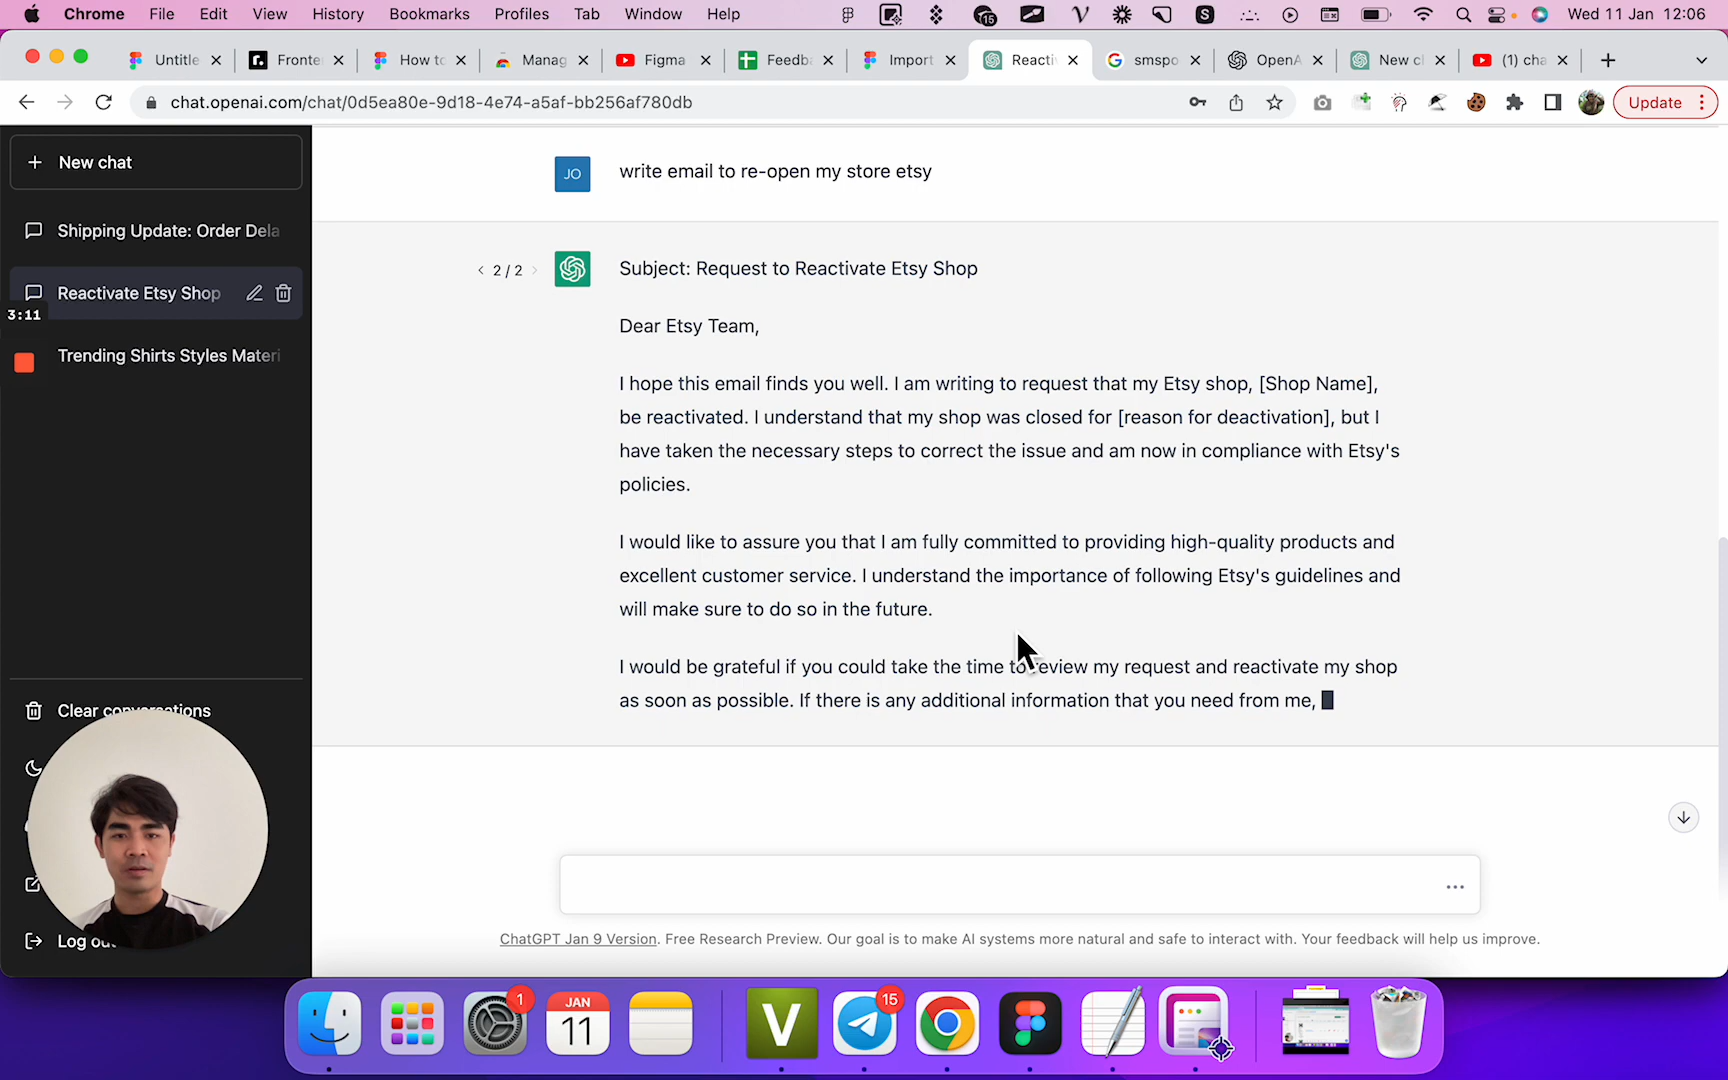 Chrome File Edit View History Bookmarks Profiles Tab Window Help 15 S Wed 11 Jan 12:06
Untitle Fronte How to Manag Figma Feedba Import Reacti smspo OpenA New c (1) cha
chat.openai.com/chat/0d5ea80e-9d18-4e74-a5af-bb256af780db Update
New chat
Shipping Update: Order Dela
Reactivate Etsy Shop
3:11
Trending Shirts Styles Materi
Clear conversations
Log out
JO write email to re-open my store etsy
2 / 2 Subject: Request to Reactivate Etsy Shop
Dear Etsy Team,
I hope this email finds you well. I am writing to request that my Etsy shop, [Shop Name],
be reactivated. I understand that my shop was closed for [reason for deactivation], but I
have taken the necessary steps to correct the issue and am now in compliance with Etsy's
policies.
I would like to assure you that I am fully committed to providing high-quality products and
excellent customer service. I understand the importance of following Etsy's guidelines and
will make sure to do so in the future.
I would be grateful if you could take the time to review my request and reactivate my shop
as soon as possible. If there is any additional information that you need from me,
ChatGPT Jan 9 Version. Free Research Preview. Our goal is to make AI systems more natural and safe to interact with. Your feedback will help us improve.
1 JAN 11 V 15